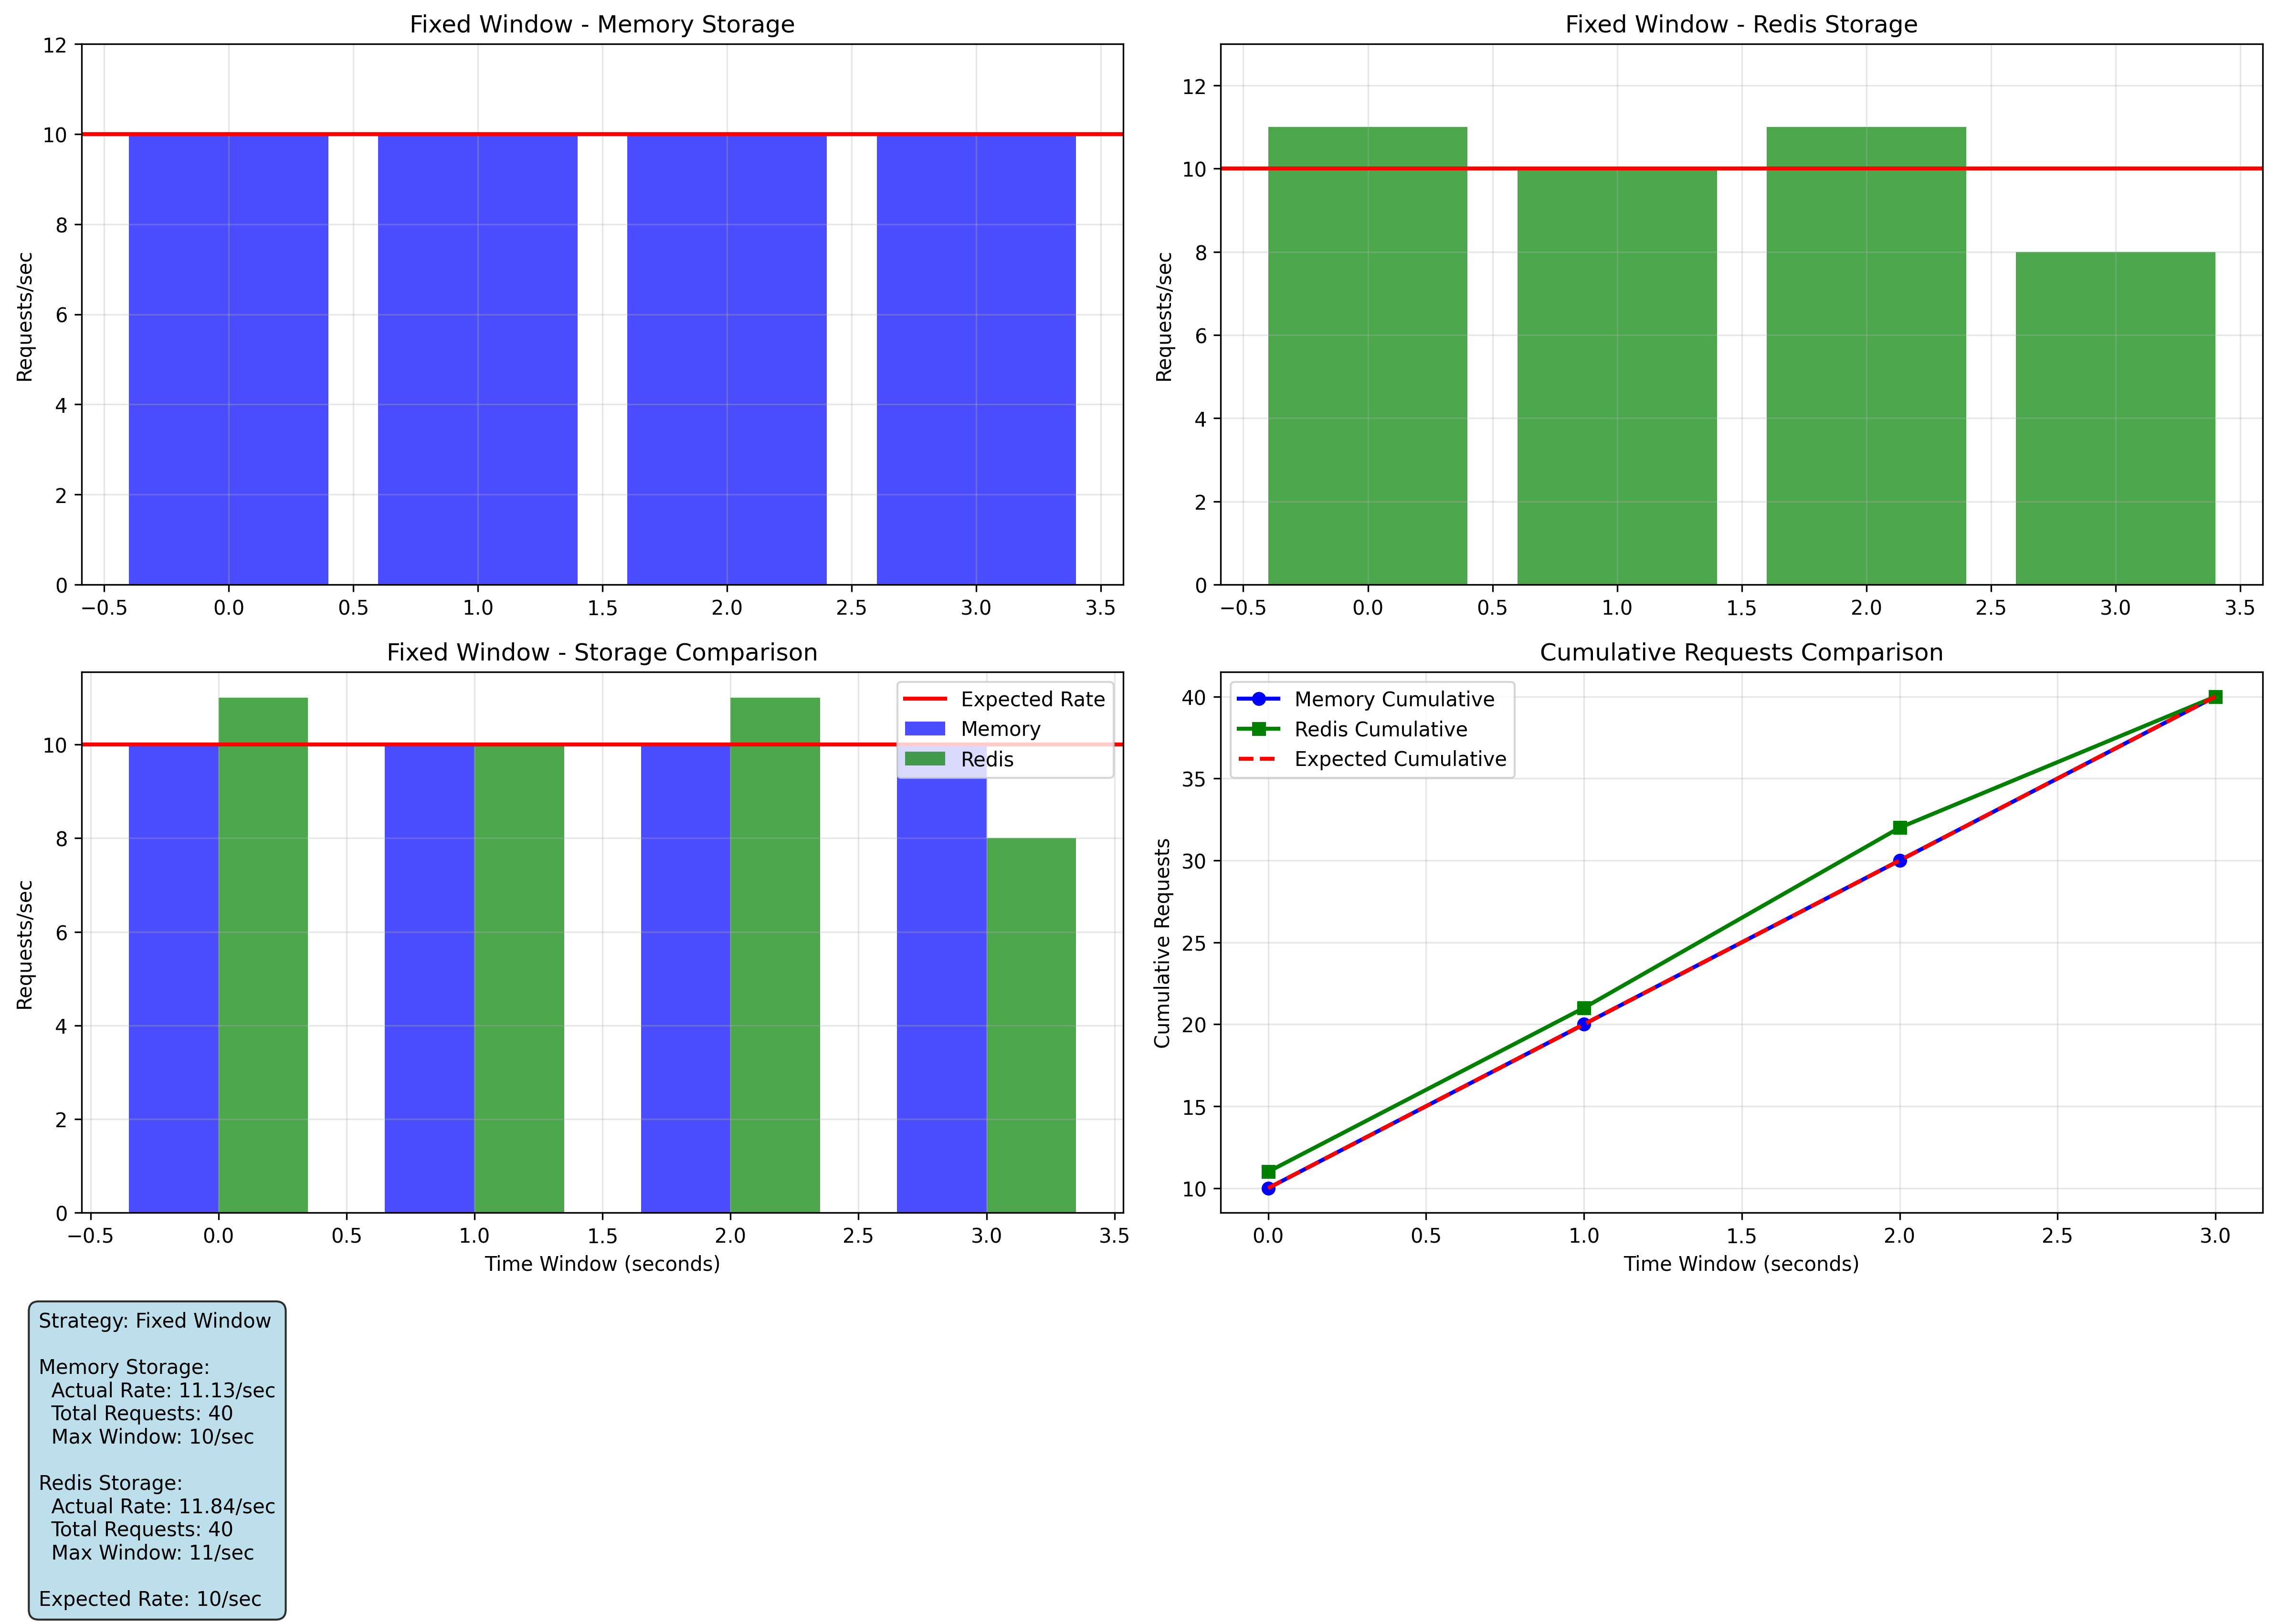 Fixed Window - Memory Storage
12
10
8
6
4
2
0
Requests/sec
−0.5 0.0 0.5 1.0 1.5 2.0 2.5 3.0 3.5
Fixed Window - Redis Storage
12
10
8
6
4
2
0
Requests/sec
−0.5 0.0 0.5 1.0 1.5 2.0 2.5 3.0 3.5
Fixed Window - Storage Comparison
Expected Rate
Memory
Redis
10
8
6
4
2
0
Requests/sec
−0.5 0.0 0.5 1.0 1.5 2.0 2.5 3.0 3.5
Time Window (seconds)
Cumulative Requests Comparison
Memory Cumulative
Redis Cumulative
Expected Cumulative
40
35
30
25
20
15
10
Cumulative Requests
0.0 0.5 1.0 1.5 2.0 2.5 3.0
Time Window (seconds)
Strategy: Fixed Window
Memory Storage:
Actual Rate: 11.13/sec
Total Requests: 40
Max Window: 10/sec
Redis Storage:
Actual Rate: 11.84/sec
Total Requests: 40
Max Window: 11/sec
Expected Rate: 10/sec